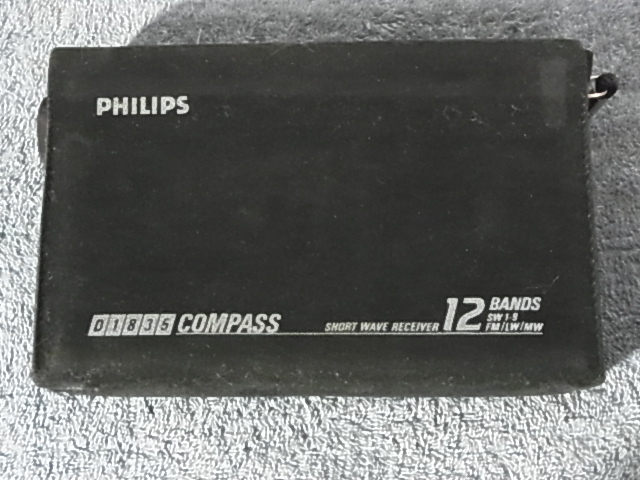 PHILIPS
D1835 COMPASS
SHORT WAVE RECEIVER 12 BANDS
SW 1-9
FM/LW/MW